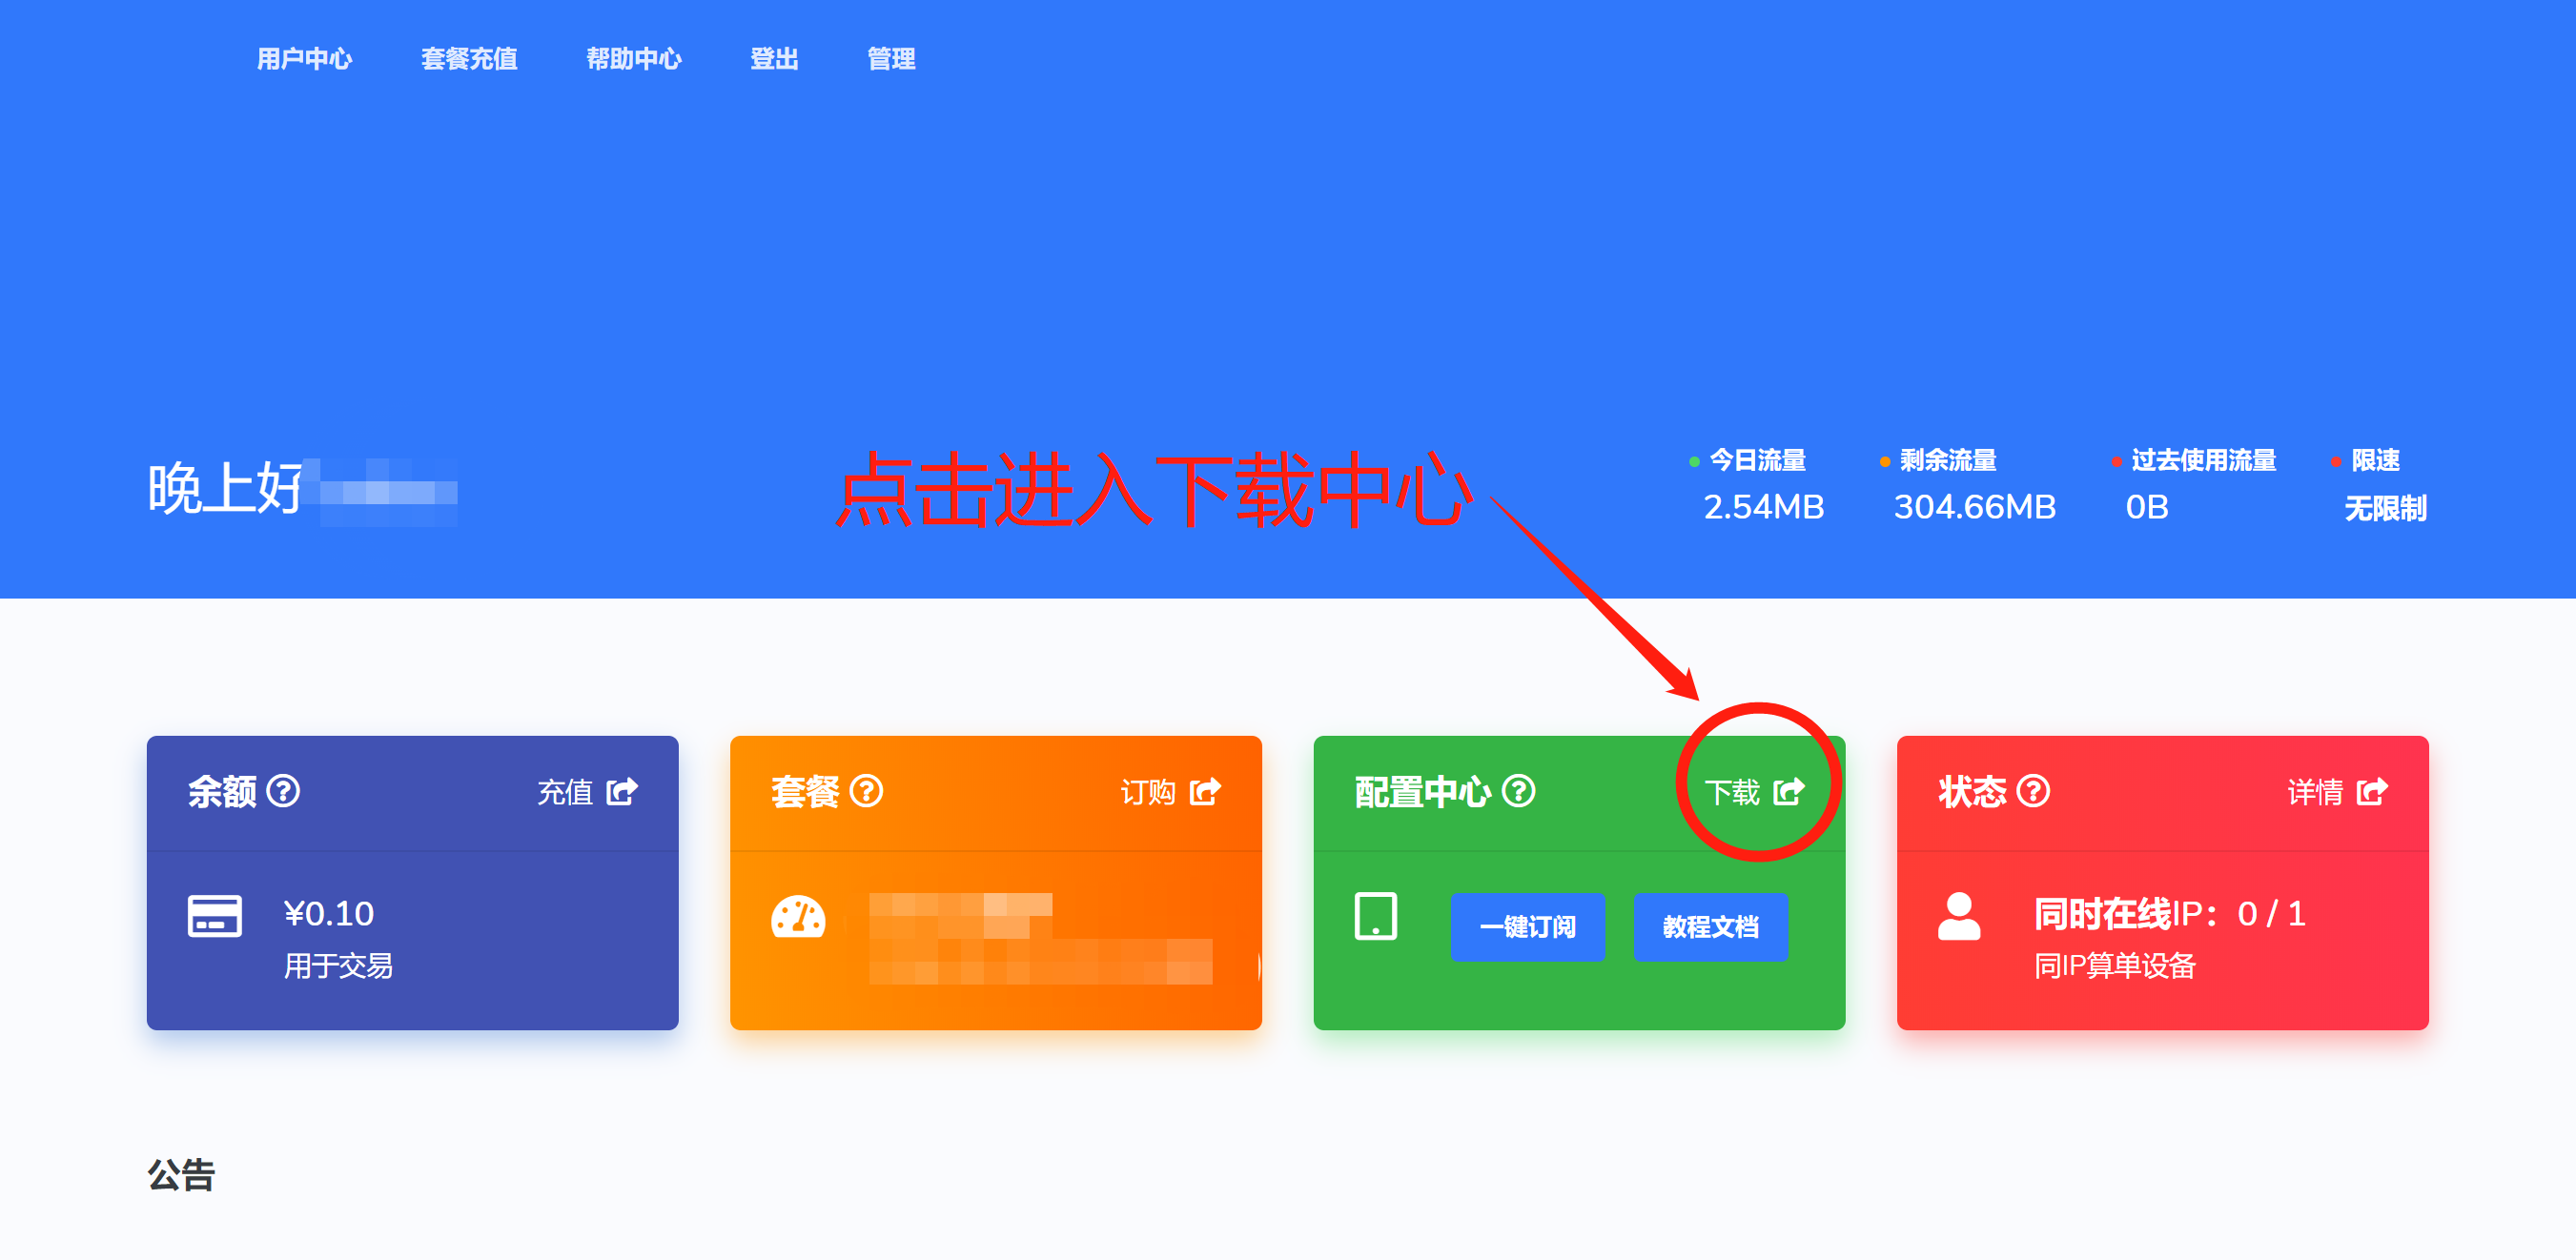 用户中心 套餐充值 帮助中心 登出 管理
晚上好
点击进入下载中心
今日流量 剩余流量 过去使用流量 限速
2.54MB 304.66MB 0B 无限制
余额 充值
¥0.10
用于交易
套餐 订购
配置中心 下载
一键订阅 教程文档
状态 详情
同时在线IP：0 / 1
同IP算单设备
公告